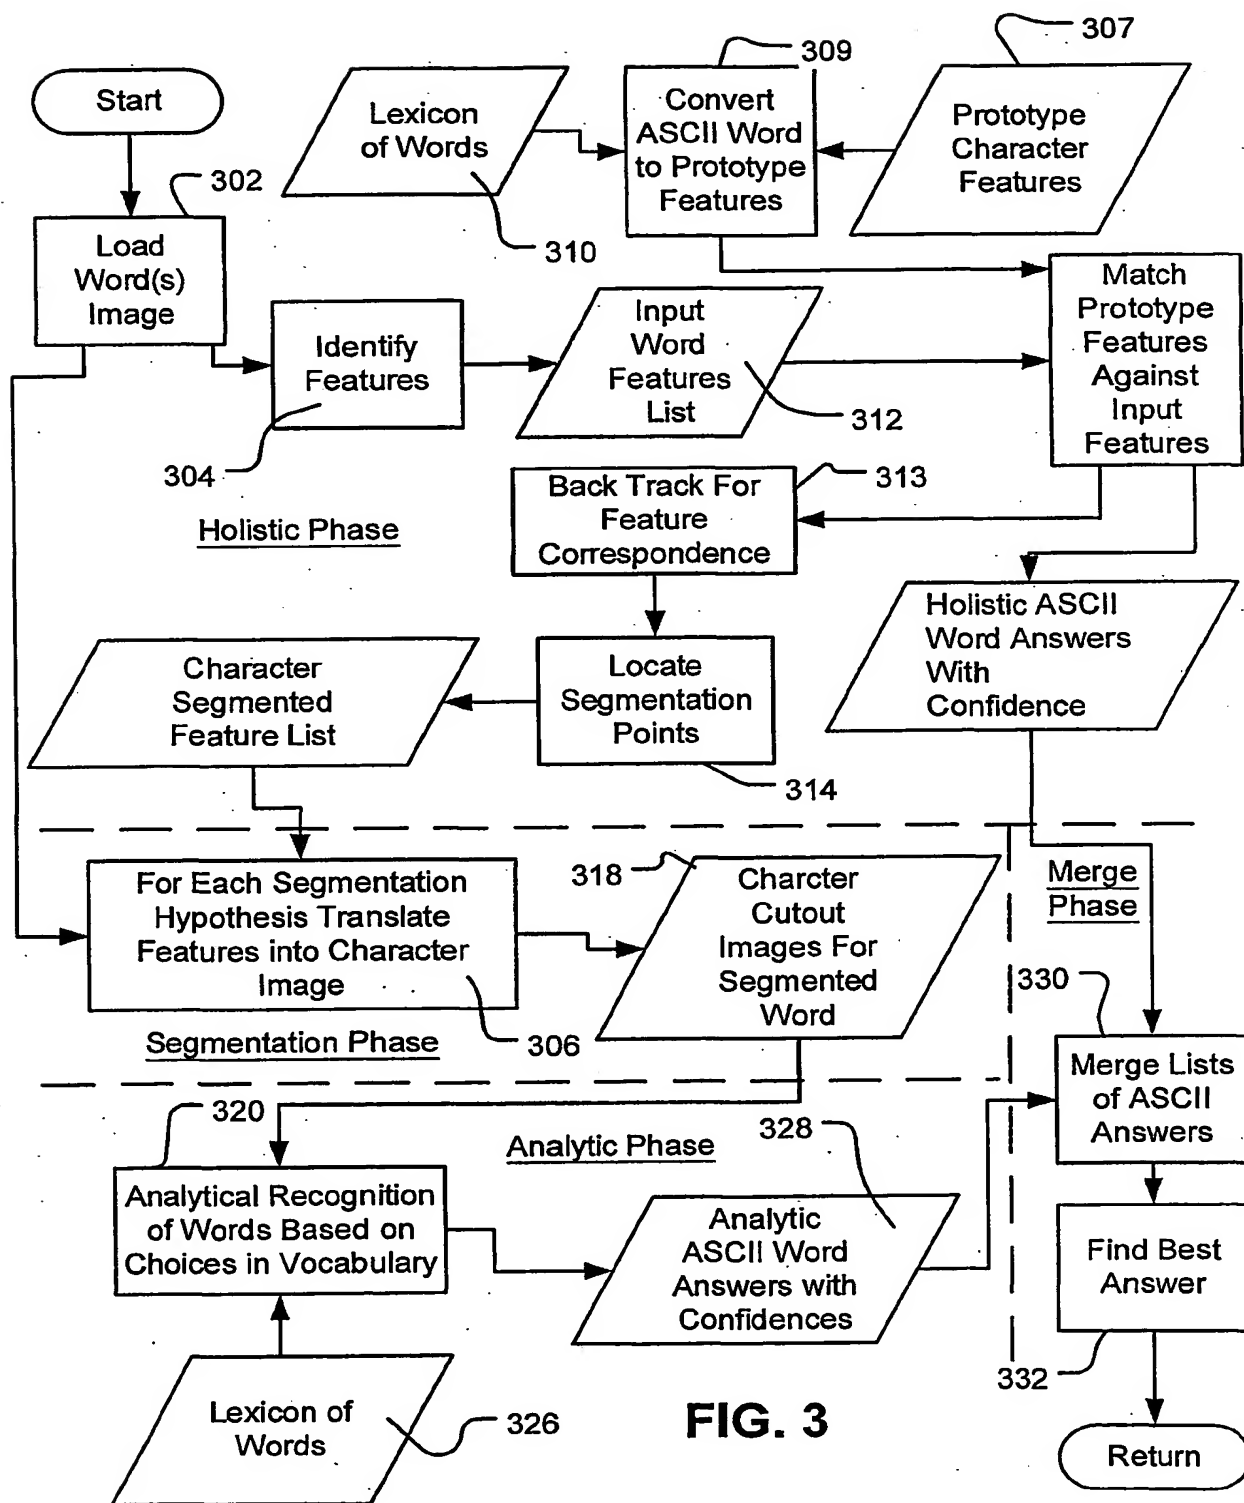 307
309
Start
Lexicon
of Words
Convert
ASCII Word
to Prototype
Features
Prototype
Character
Features
302
310
Load
Word(s)
Image
Match
Prototype
Features
Against
Input
Features
Identify
Features
Input
Word
Features
List
312
304
313
Back Track For
Feature
Correspondence
Holistic Phase
Holistic ASCII
Word Answers
With
Confidence
Character
Segmented
Feature List
Locate
Segmentation
Points
314
318
For Each Segmentation
Hypothesis Translate
Features into Character
Image
Charcter
Cutout
Images For
Segmented
Word
Merge
Phase
330
306
Segmentation Phase
Merge Lists
of ASCII
Answers
320
328
Analytic Phase
Analytical Recognition
of Words Based on
Choices in Vocabulary
Analytic
ASCII Word
Answers with
Confidences
Find Best
Answer
332
Lexicon of
Words
326
FIG. 3
Return